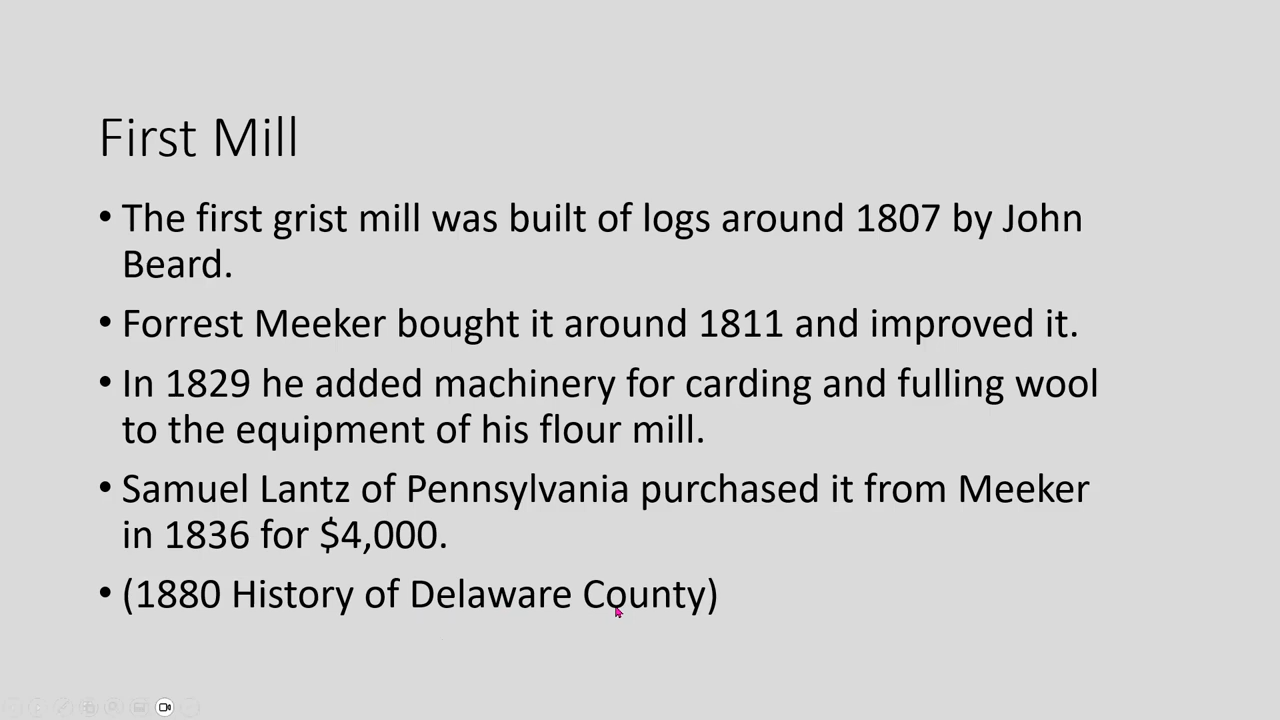 First Mill
• The first grist mill was built of logs around 1807 by John
Beard.
• Forrest Meeker bought it around 1811 and improved it.
• In 1829 he added machinery for carding and fulling wool
to the equipment of his flour mill.
• Samuel Lantz of Pennsylvania purchased it from Meeker
in 1836 for $4,000.
• (1880 History of Delaware County)